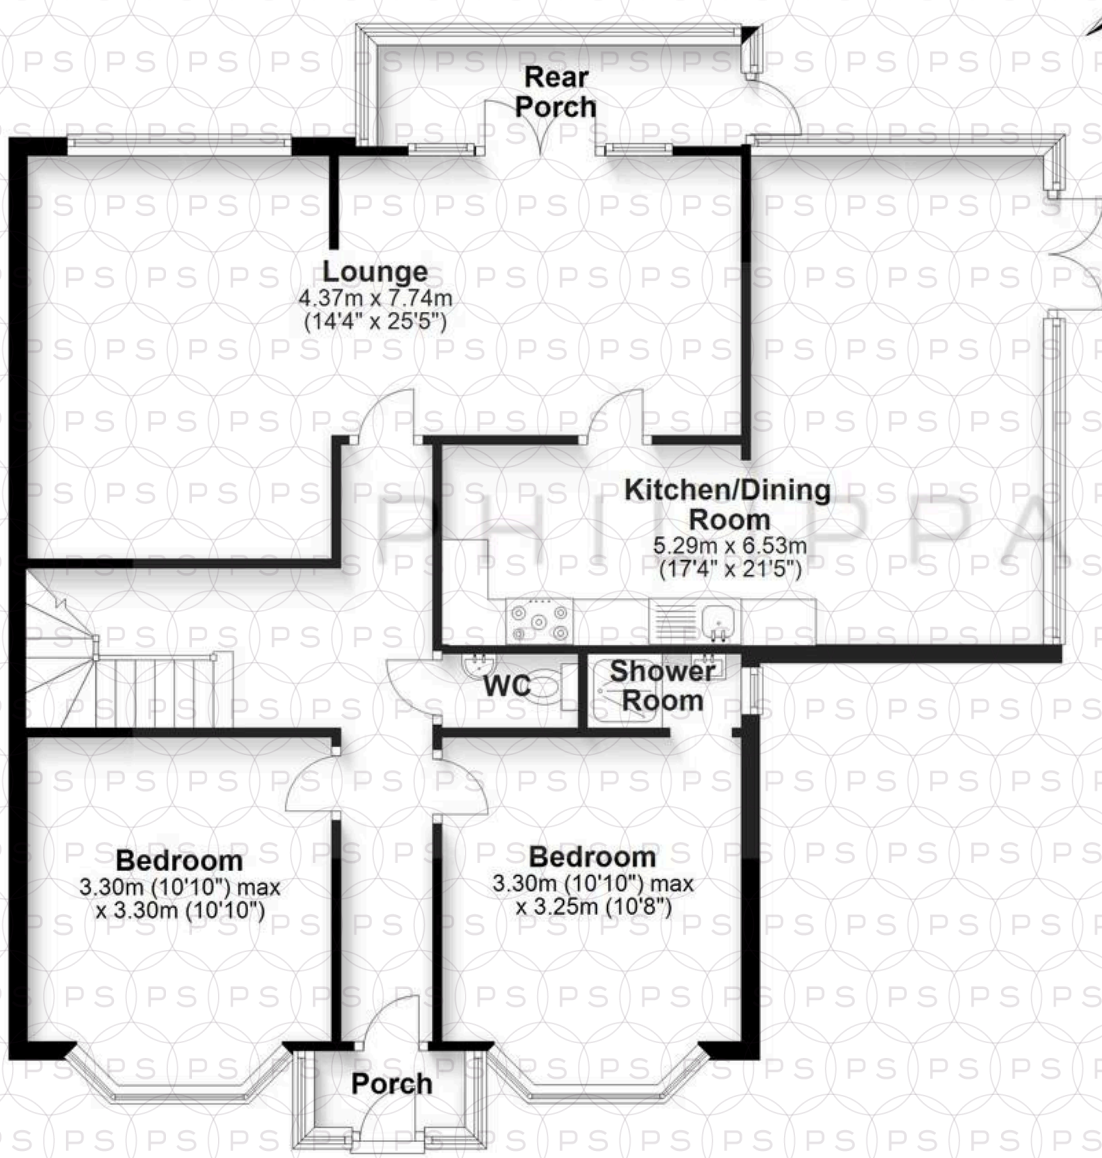 Rear
Porch
Lounge
4.37m x 7.74m
(14'4" x 25'5")
Kitchen/Dining
Room
5.29m x 6.53m
(17'4" x 21'5")
PHILIPPA
WC
Shower
Room
Bedroom
3.30m (10'10") max
x 3.30m (10'10")
Bedroom
3.30m (10'10") max
x 3.25m (10'8")
Porch